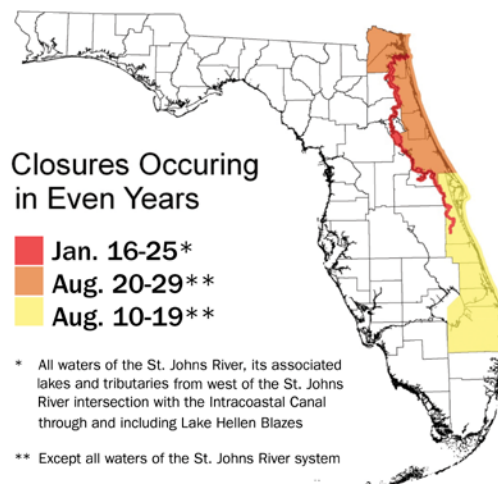 Closures Occuring
in Even Years
Jan. 16-25*
Aug. 20-29**
Aug. 10-19**
* All waters of the St. Johns River, its associated
lakes and tributaries from west of the St. Johns
River intersection with the Intracoastal Canal
through and including Lake Hellen Blazes
** Except all waters of the St. Johns River system